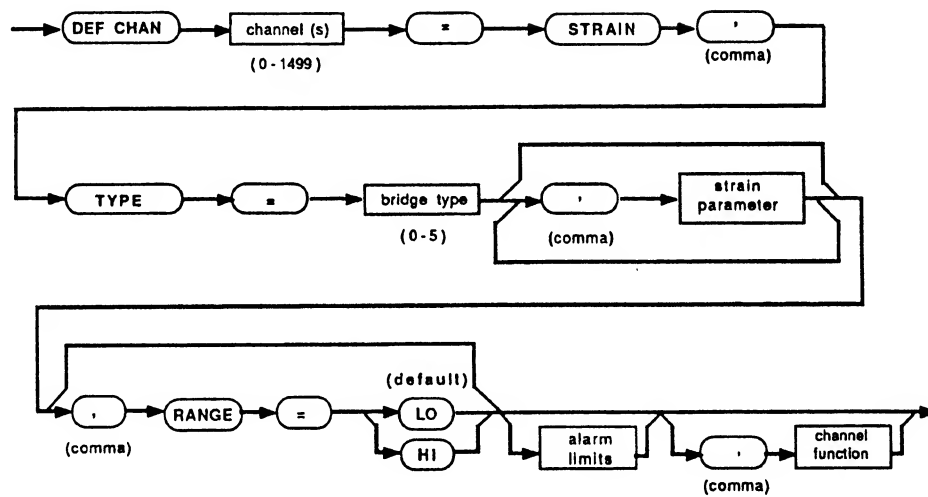 DEF CHAN channel (s) = STRAIN ,
(0-1499) (comma)
TYPE = bridge type , strain parameter
(0-5) (comma)
(default)
, RANGE = LO
(comma) HI alarm limits , channel function
(comma)